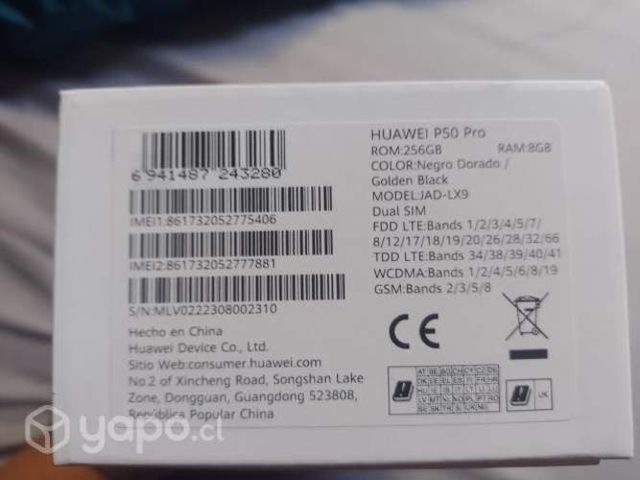 6 941487 243280
IMEI1:861732052775406
IMEI2:861732052777881
S/N:MLV0222308002310
Hecho en China
Huawei Device Co., Ltd.
Sitio Web:consumer.huawei.com
No.2 of Xincheng Road, Songshan Lake
Zone, Dongguan, Guangdong 523808,
República Popular China
HUAWEI P50 Pro
ROM:256GB RAM:8GB
COLOR:Negro Dorado /
Golden Black
MODEL:JAD-LX9
Dual SIM
FDD LTE:Bands 1/2/3/4/5/7/
8/12/17/18/19/20/26/28/32/66
TDD LTE:Bands 34/38/39/40/41
WCDMA:Bands 1/2/4/5/6/8/19
GSM:Bands 2/3/5/8
CE
UK
yapo.cl